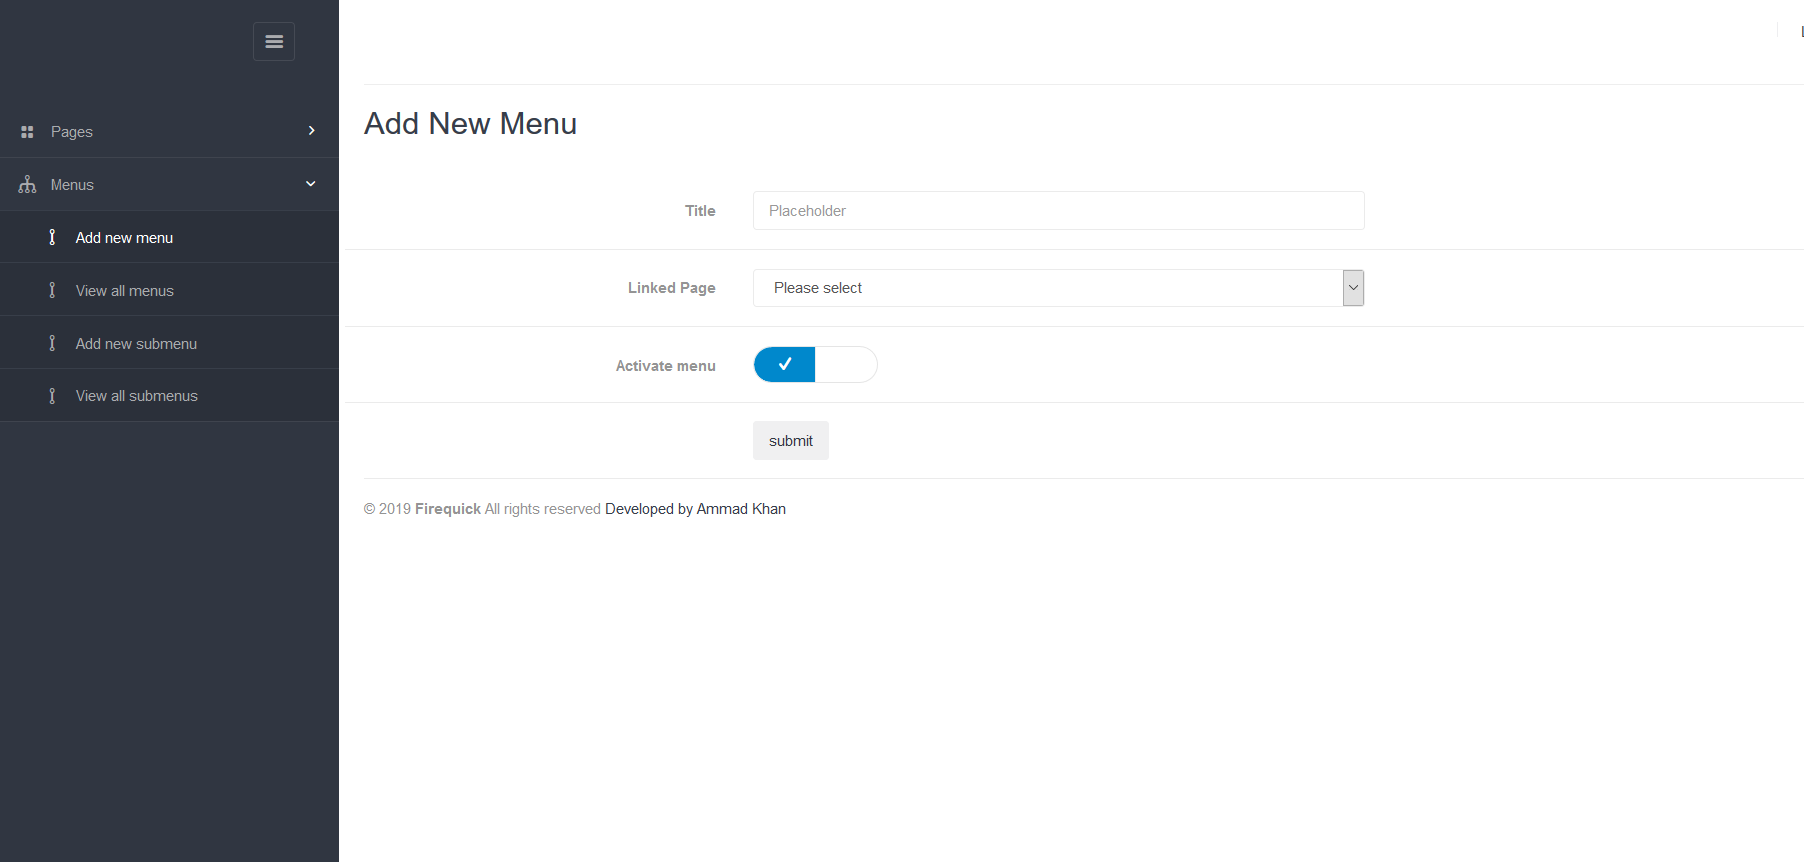 Pages
Menus
Add new menu
View all menus
Add new submenu
View all submenus
Add New Menu
Title
Placeholder
Linked Page
Please select
Activate menu
submit
© 2019 Firequick All rights reserved Developed by Ammad Khan